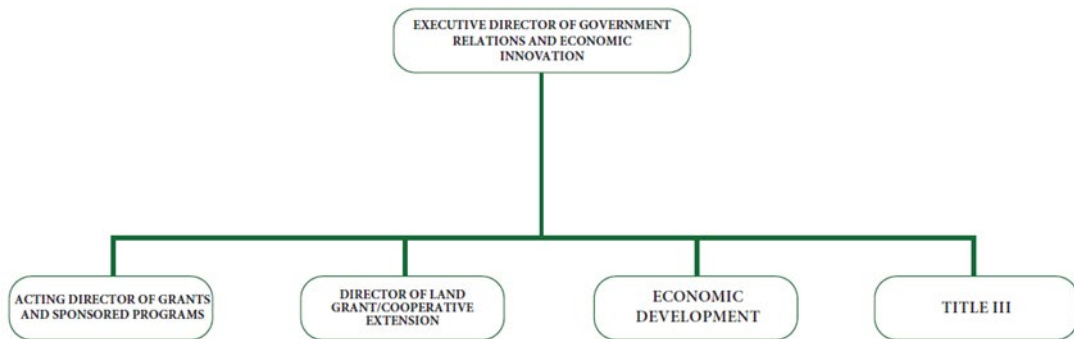 EXECUTIVE DIRECTOR OF GOVERNMENT
RELATIONS AND ECONOMIC
INNOVATION
ACTING DIRECTOR OF GRANTS
AND SPONSORED PROGRAMS
DIRECTOR OF LAND
GRANT/COOPERATIVE
EXTENSION
ECONOMIC
DEVELOPMENT
TITLE III